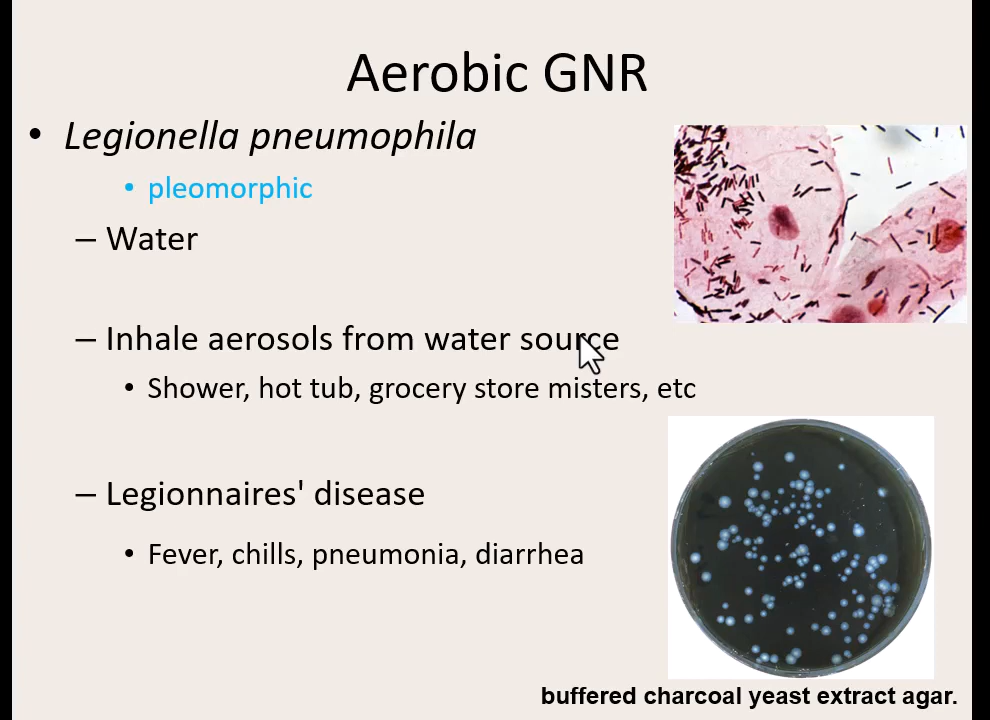 Aerobic GNR
• Legionella pneumophila
• pleomorphic
– Water
– Inhale aerosols from water source
• Shower, hot tub, grocery store misters, etc
– Legionnaires' disease
• Fever, chills, pneumonia, diarrhea
buffered charcoal yeast extract agar.